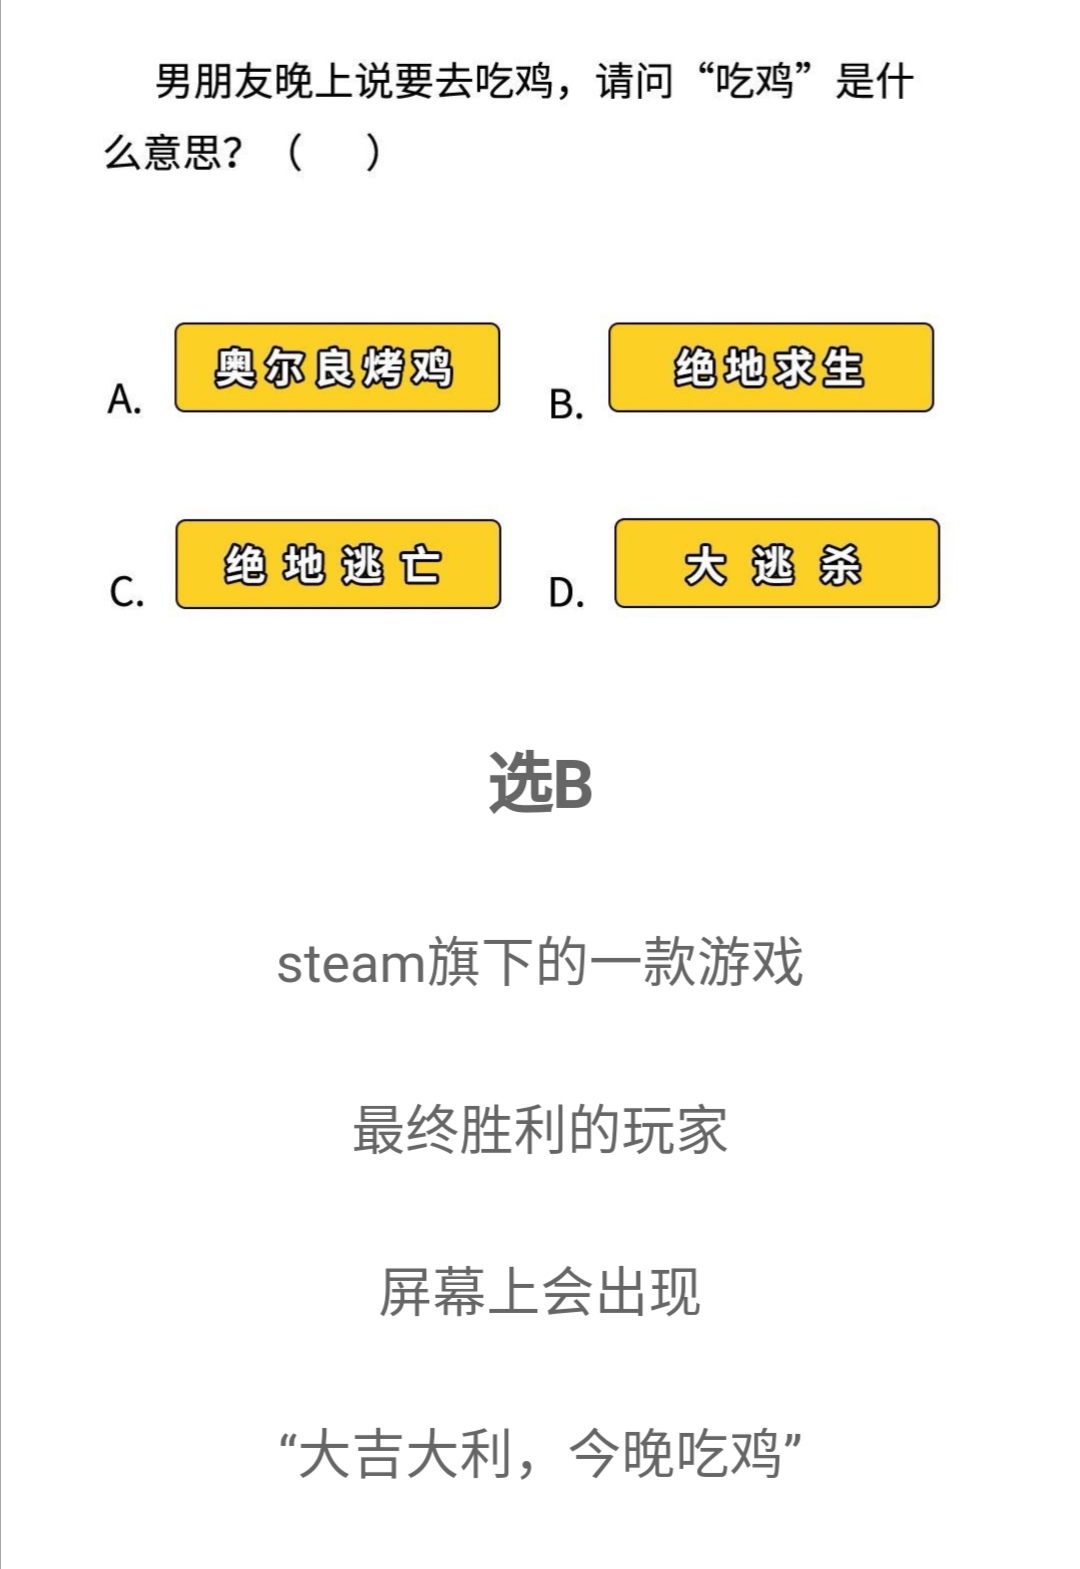 男朋友晚上说要去吃鸡，请问“吃鸡”是什
么意思？（ ）
A. 奥尔良烤鸡 B. 绝地求生
C. 绝地逃亡 D. 大逃杀
选B
steam旗下的一款游戏
最终胜利的玩家
屏幕上会出现
“大吉大利，今晚吃鸡”